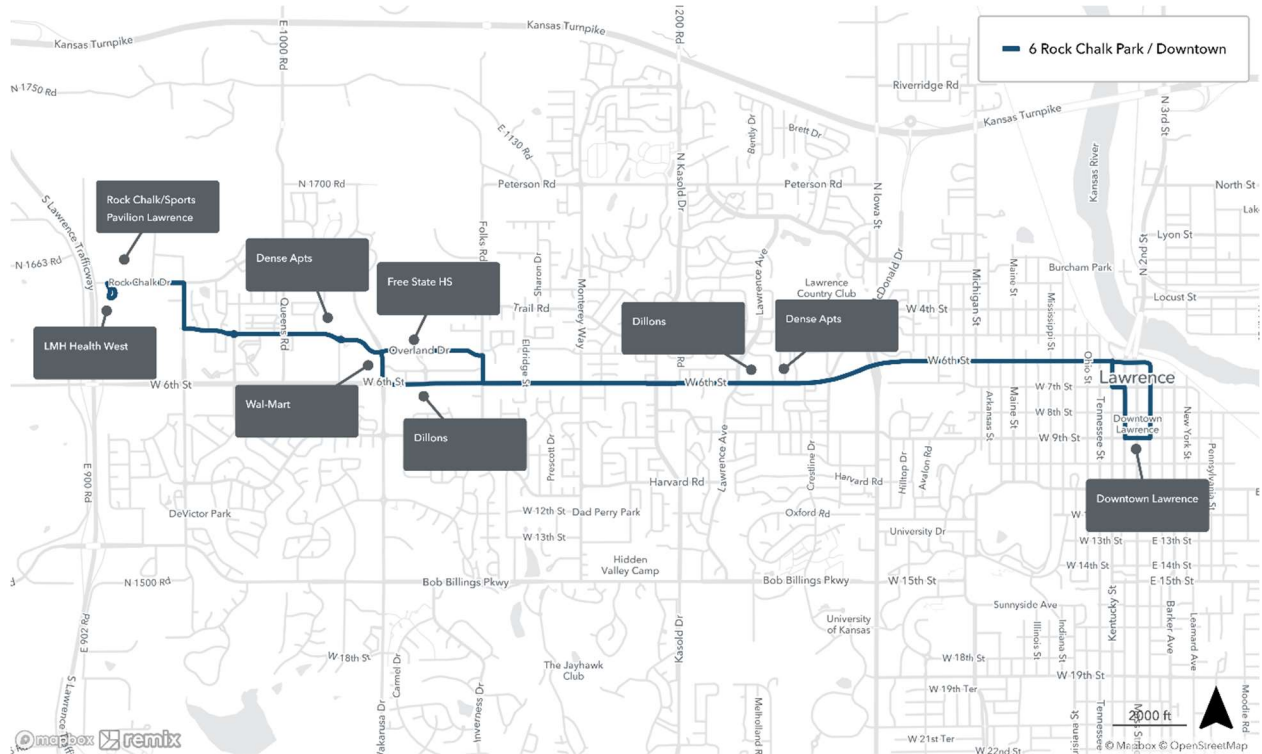 6 Rock Chalk Park / Downtown
Kansas Turnpike
Kansas Turnpike
Kansas Turnpike
E 1000 Rd
1200 Rd
N 1750 Rd
E 1130 Rd
Riverridge Rd
N 3rd St
Bently Dr
Brett Dr
Kansas River
N 1700 Rd
Peterson Rd
Peterson Rd
N Kasold Dr
N Iowa St
North St
Lak
Rock Chalk/Sports
Pavilion Lawrence
S Lawrence Trafficway
N 1663 Rd
Rock Chalk Dr
Dense Apts
Free State HS
Folks Rd
Sharon Dr
Trail Rd
Monterey Way
Lawrence Ave
Lawrence
Country Club
cDonald Dr
W 4th St
Michigan St
Maine St
Mississippi St
Burcham Park
Lyon St
N 2nd St
Locust St
LMH Health West
Queens Rd
Overland Dr
Eldridge St
Dillons
Rd
Dense Apts
W 6th St
W 6th St
W 6th St
W 6th St
Wal-Mart
Dillons
Ohio St
Lawrence
W 7th St
W 8th St
W 9th St
Downtown
Lawrence
Arkansas St
Maine St
Tennessee St
New York St
Pennsylvania St
E 900 Rd
Prescott Dr
Lawrence Ave
Crestline Dr
Harvard Rd
Harvard Rd
Hilltop Dr
Avalon Rd
Downtown Lawrence
DeVictor Park
W 12th St
Dad Perry Park
Oxford Rd
W 13th St
University Dr
W 1
W 13th St
E 13th St
Hidden
Valley Camp
W 14th St
E 14th St
N 1500 Rd
Bob Billings Pkwy
Bob Billings Pkwy
W 15th St
E 15th St
E 902 Rd
Sunnyside Ave
University
of Kansas
Illinois St
Indiana St
Kentucky St
Barker Ave
Learnard Ave
W 18th St
Carmel Dr
The Jayhawk
Club
Kasold Dr
W 18th St
W 19th St
W 19th Ter
Inverness Dr
Wakarusa Dr
S Lawrence Traff
Melholland R
W 21st Ter
W 22nd St
Tennessee
Moodie Rd
2000 ft
mapbox
remix
© Mapbox © OpenStreetMap